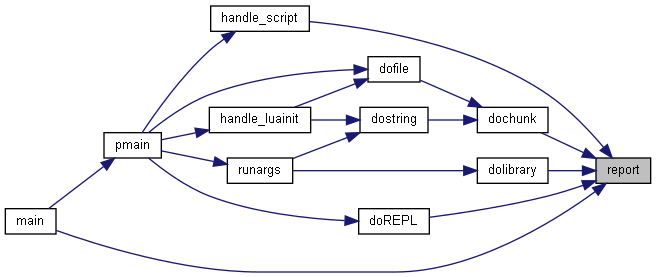 handle_script
dofile
handle_luainit
dostring
dochunk
pmain
runargs
dolibrary
report
main
doREPL